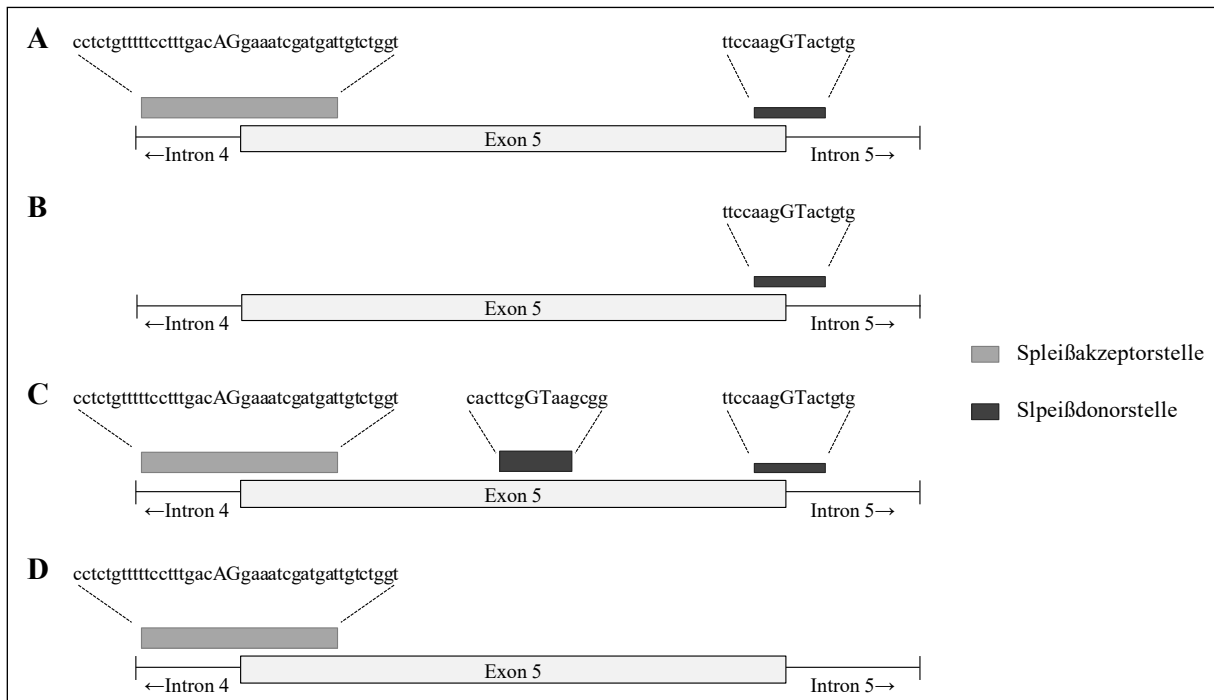 A
cctctgtttttcctttgacAGgaaatcgatgattgtctggt
ttccaagGTactgtg
Exon 5
←Intron 4
Intron 5→
B
ttccaagGTactgtg
Exon 5
←Intron 4
Intron 5→
Spleißakzeptorstelle
Slpeißdonorstelle
C
cctctgtttttcctttgacAGgaaatcgatgattgtctggt
cacttcgGTaagcgg
ttccaagGTactgtg
Exon 5
←Intron 4
Intron 5→
D
cctctgtttttcctttgacAGgaaatcgatgattgtctggt
Exon 5
←Intron 4
Intron 5→